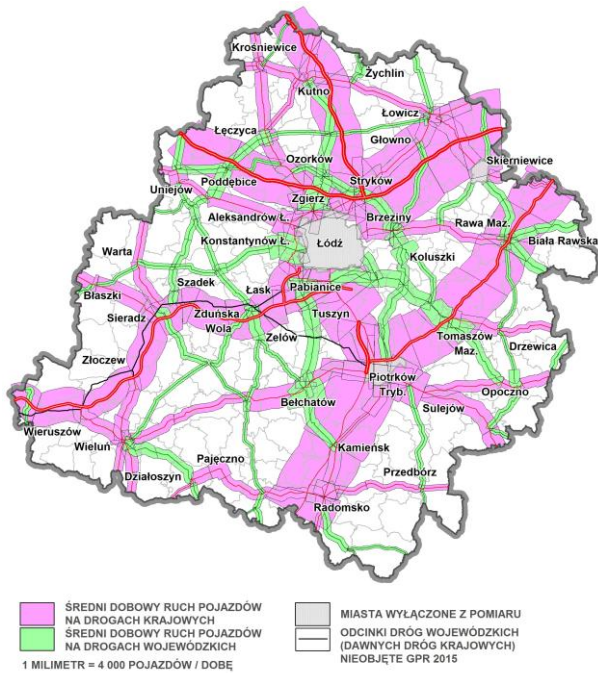 Krośniewice
Żychlin
Kutno
Łowicz
Łęczyca
Głowno
Ozorków
Skierniewice
Poddębice
Stryków
Uniejów
Zgierz
Aleksandrów Ł.
Brzeziny
Rawa Maz.
Konstantynów Ł.
Łódź
Biała Rawska
Warta
Koluszki
Szadek
Łask
Pabianice
Błaszki
Zduńska
Wola
Tuszyn
Sieradz
Tomaszów
Maz.
Zelów
Drzewica
Złoczew
Piotrków
Tryb.
Opoczno
Bełchatów
Sulejów
Wieruszów
Wieluń
Kamieńsk
Pajęczno
Przedbórz
Działoszyn
Radomsko
ŚREDNI DOBOWY RUCH POJAZDÓW
NA DROGACH KRAJOWYCH
ŚREDNI DOBOWY RUCH POJAZDÓW
NA DROGACH WOJEWÓDZKICH
1 MILIMETR = 4 000 POJAZDÓW / DOBĘ
MIASTA WYŁĄCZONE Z POMIARU
ODCINKI DRÓG WOJEWÓDZKICH
(DAWNYCH DRÓG KRAJOWYCH)
NIEOBJĘTE GPR 2015